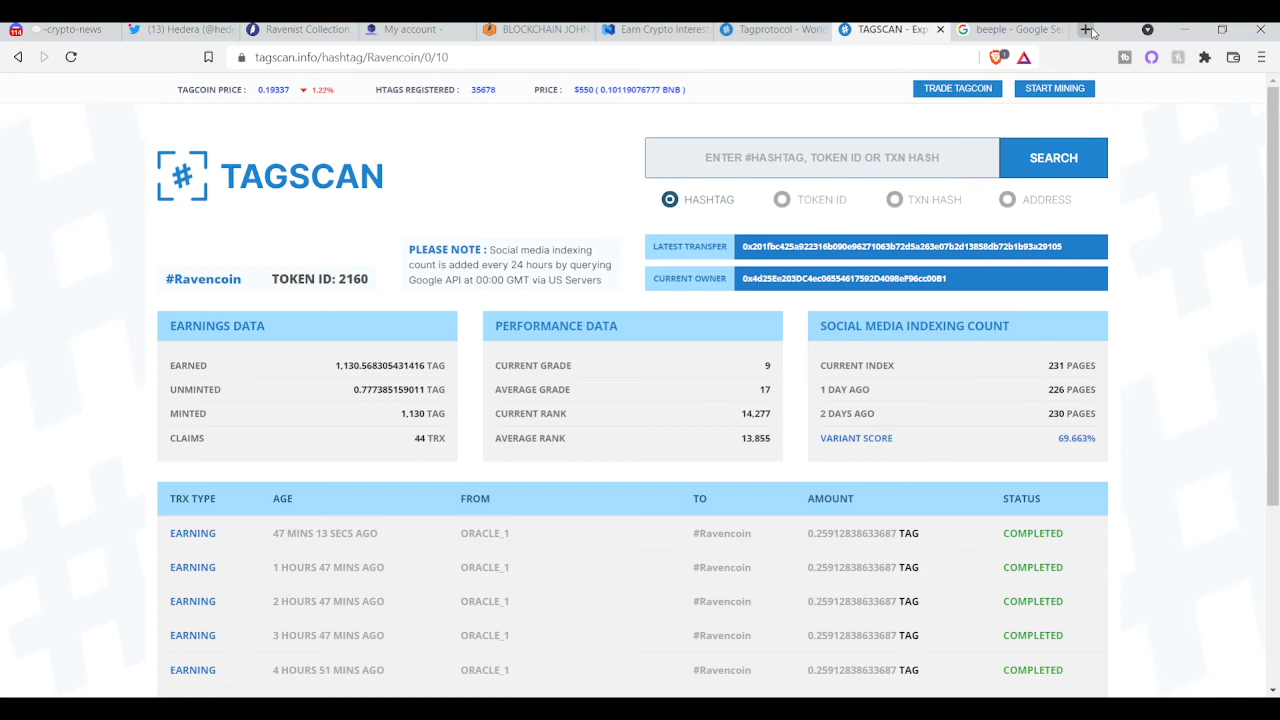 114
-crypto-news
(13) Hedera (@hede
Ravenist Collection
My account -
BLOCKCHAIN JOHN
Earn Crypto Interest
Tagprotocol - World
TAGSCAN - Exp
beeple - Google Se
tagscan.info/hashtag/Ravencoin/0/10
TAGCOIN PRICE : 0.19337 1.22% HTAGS REGISTERED : 35678 PRICE : $550 ( 0.10119076777 BNB )
TRADE TAGCOIN
START MINING
# TAGSCAN
ENTER #HASHTAG, TOKEN ID OR TXN HASH
SEARCH
HASHTAG
TOKEN ID
TXN HASH
ADDRESS
#Ravencoin TOKEN ID: 2160
PLEASE NOTE : Social media indexing
count is added every 24 hours by querying
Google API at 00:00 GMT via US Servers
LATEST TRANSFER 0x201fbc425a922316b090e96271063b72d5a263e07b2d13858db72b1b93a29105
CURRENT OWNER 0x4d25Ee203DC4ec06554617592D4098eF96cc00B1
EARNINGS DATA
EARNED 1,130.568305431416 TAG
UNMINTED 0.777385159011 TAG
MINTED 1,130 TAG
CLAIMS 44 TRX
PERFORMANCE DATA
CURRENT GRADE 9
AVERAGE GRADE 17
CURRENT RANK 14,277
AVERAGE RANK 13,855
SOCIAL MEDIA INDEXING COUNT
CURRENT INDEX 231 PAGES
1 DAY AGO 226 PAGES
2 DAYS AGO 230 PAGES
VARIANT SCORE 69.663%
TRX TYPE AGE FROM TO AMOUNT STATUS
EARNING 47 MINS 13 SECS AGO ORACLE_1 #Ravencoin 0.25912838633687 TAG COMPLETED
EARNING 1 HOURS 47 MINS AGO ORACLE_1 #Ravencoin 0.25912838633687 TAG COMPLETED
EARNING 2 HOURS 47 MINS AGO ORACLE_1 #Ravencoin 0.25912838633687 TAG COMPLETED
EARNING 3 HOURS 47 MINS AGO ORACLE_1 #Ravencoin 0.25912838633687 TAG COMPLETED
EARNING 4 HOURS 51 MINS AGO ORACLE_1 #Ravencoin 0.25912838633687 TAG COMPLETED